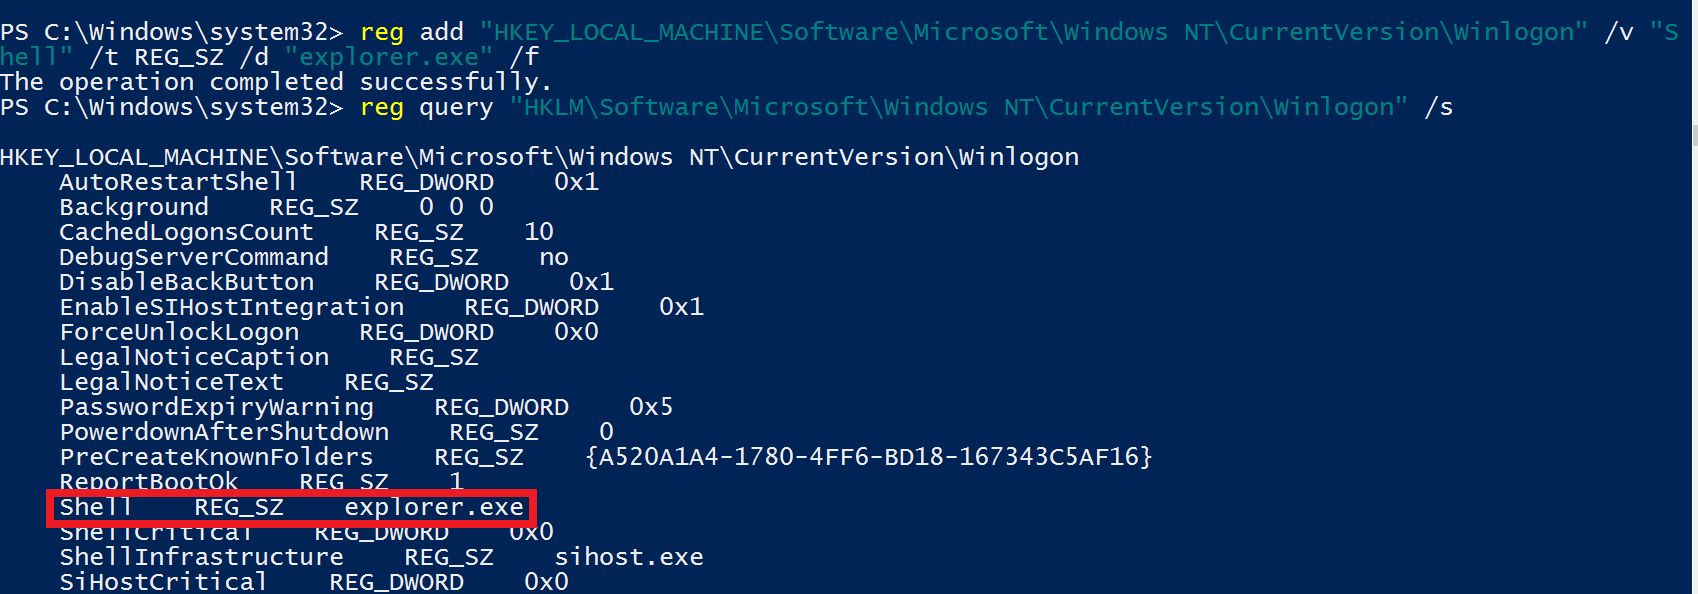 PS C:\Windows\system32> reg add "HKEY_LOCAL_MACHINE\Software\Microsoft\Windows NT\CurrentVersion\Winlogon" /v "S
hell" /t REG_SZ /d "explorer.exe" /f
The operation completed successfully.
PS C:\Windows\system32> reg query "HKLM\Software\Microsoft\Windows NT\CurrentVersion\Winlogon" /s
HKEY_LOCAL_MACHINE\Software\Microsoft\Windows NT\CurrentVersion\Winlogon
    AutoRestartShell    REG_DWORD    0x1
    Background    REG_SZ    0 0 0
    CachedLogonsCount    REG_SZ    10
    DebugServerCommand    REG_SZ    no
    DisableBackButton    REG_DWORD    0x1
    EnableSIHostIntegration    REG_DWORD    0x1
    ForceUnlockLogon    REG_DWORD    0x0
    LegalNoticeCaption    REG_SZ
    LegalNoticeText    REG_SZ
    PasswordExpiryWarning    REG_DWORD    0x5
    PowerdownAfterShutdown    REG_SZ    0
    PreCreateKnownFolders    REG_SZ    {A520A1A4-1780-4FF6-BD18-167343C5AF16}
    ReportBootOk    REG_SZ    1
    Shell    REG_SZ    explorer.exe
    ShellCritical    REG_DWORD    0x0
    ShellInfrastructure    REG_SZ    sihost.exe
    SiHostCritical    REG_DWORD    0x0